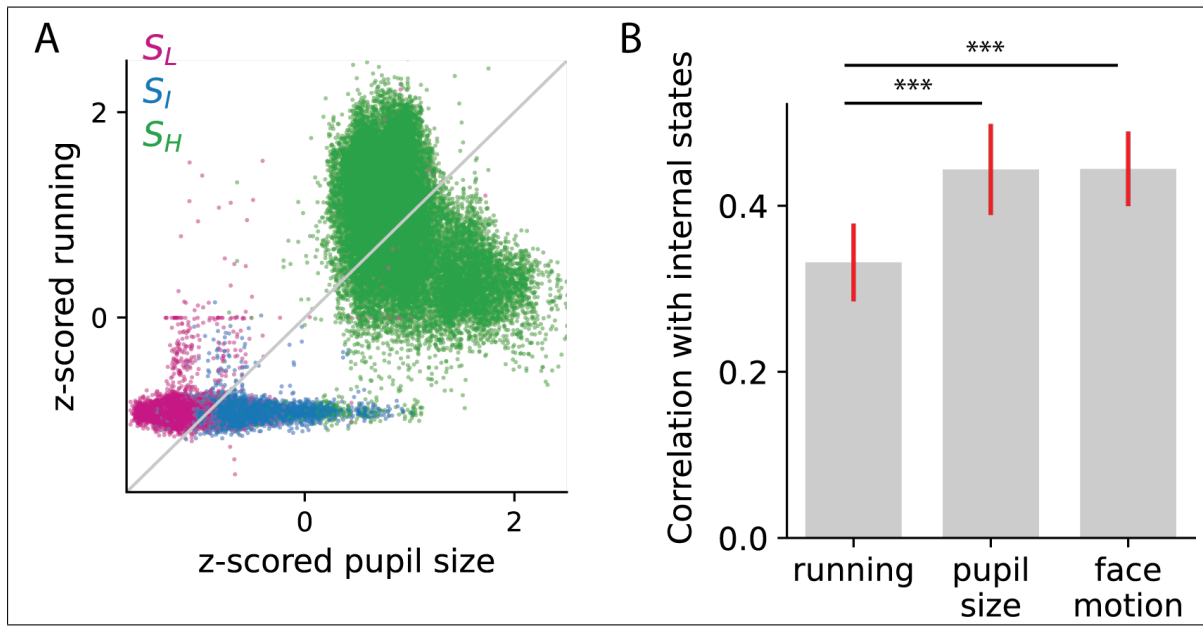 A
S_L
S_I
S_H
2
0
z-scored running
0
2
z-scored pupil size
B
***
***
Correlation with internal states
0.4
0.2
0.0
running
pupil
size
face
motion